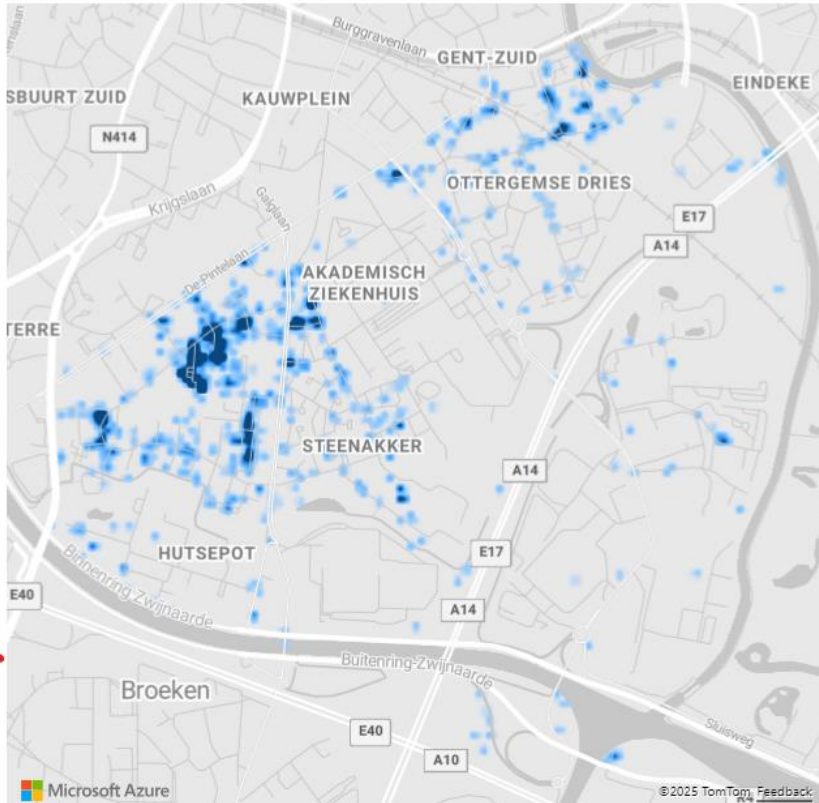 Burggravenlaan
GENT-ZUID
EINDEKE
SBUURT ZUID
KAUWPLEIN
N414
OTTERGEMSE DRIES
Krijgslaan
Galglaan
E17
A14
De Pintelaan
AKADEMISCH
ZIEKENHUIS
TERRE
STEENAKKER
A14
HUTSEPOT
E17
Binnenring-Zwijnaarde
E40
A14
Buitenring-Zwijnaarde
Broeken
E40
Sluisweg
A10
Microsoft Azure
©2025 TomTom, Feedback